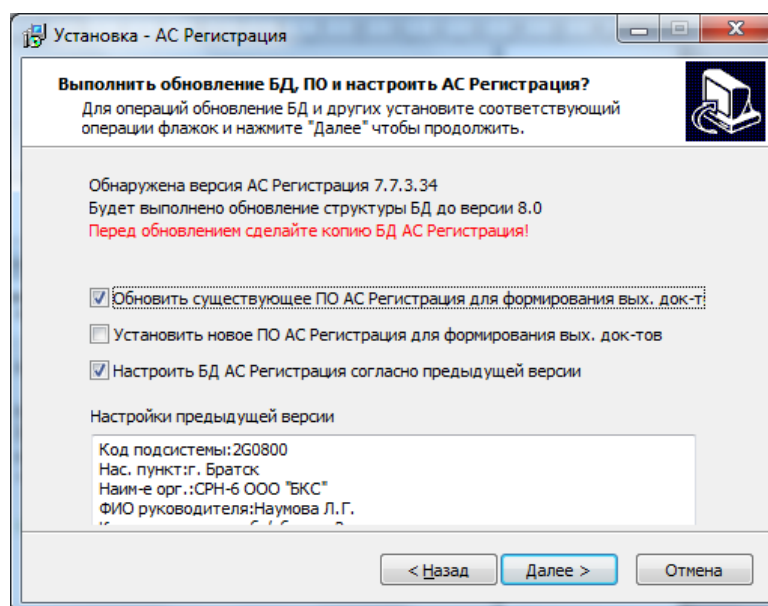 Установка - АС Регистрация
Выполнить обновление БД, ПО и настроить АС Регистрация?
Для операций обновление БД и других установите соответствующий
операции флажок и нажмите "Далее" чтобы продолжить.
Обнаружена версия АС Регистрация 7.7.3.34
Будет выполнено обновление структуры БД до версии 8.0
Перед обновлением сделайте копию БД АС Регистрация!
Обновить существующее ПО АС Регистрация для формирования вых. док-т
Установить новое ПО АС Регистрация для формирования вых. док-тов
Настроить БД АС Регистрация согласно предыдущей версии
Настройки предыдущей версии
Код подсистемы:2G0800
Нас. пункт:г. Братск
Наим-е орг.:СРН-6 ООО "БКС"
ФИО руководителя:Наумова Л.Г.
< Назад
Далее >
Отмена